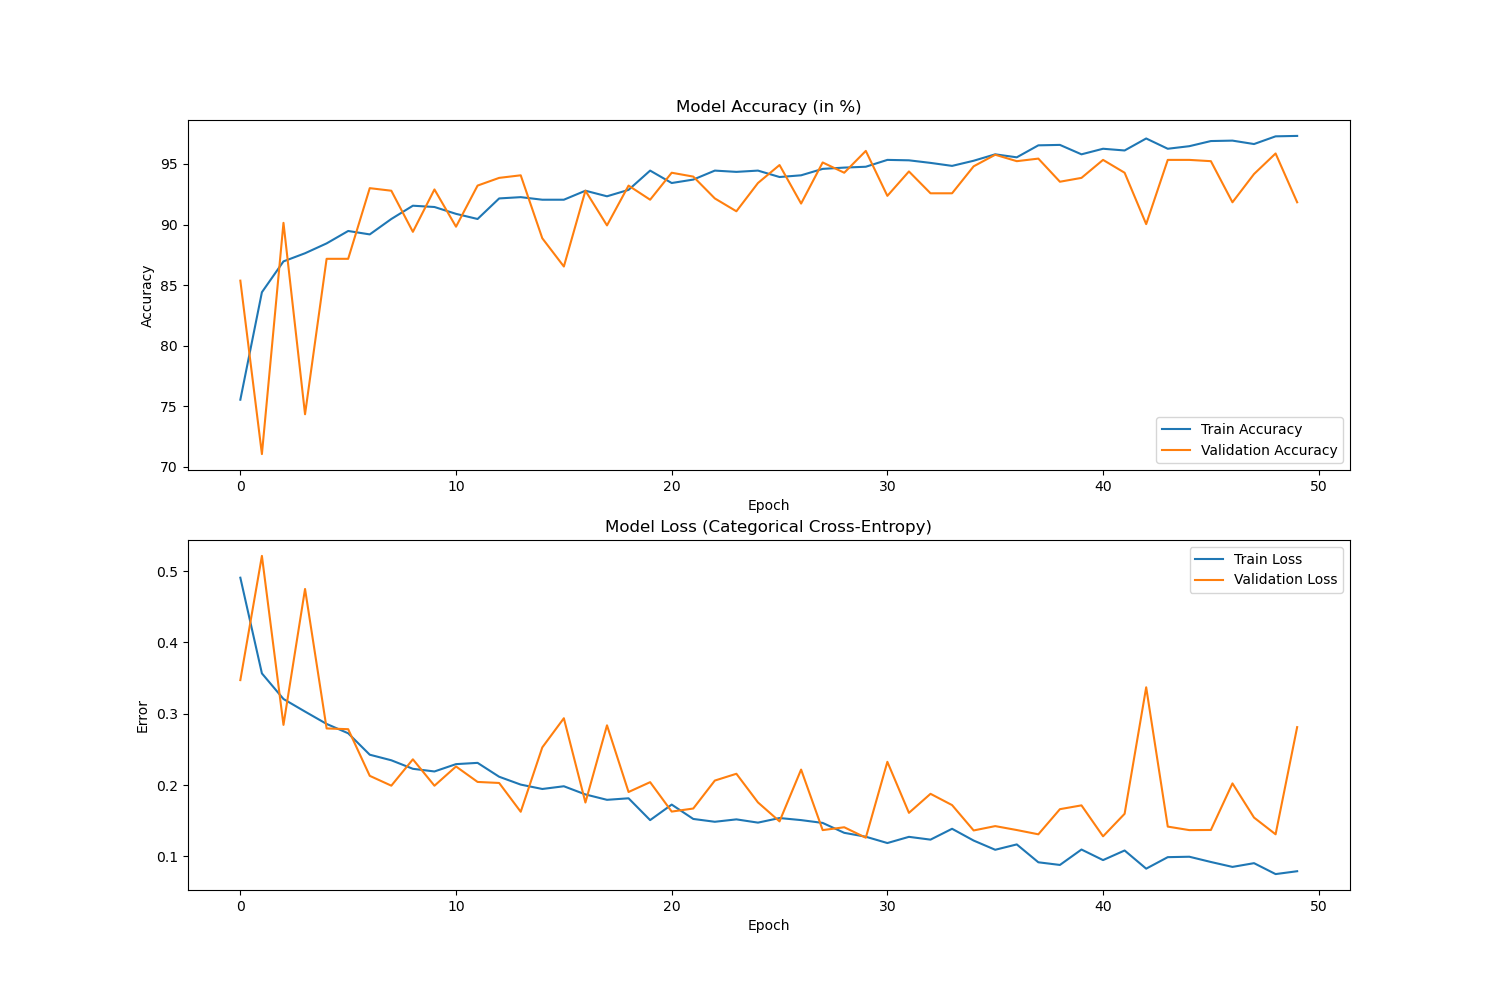 Model Accuracy (in %)
95
90
85
80
75
70
Accuracy
Train Accuracy
Validation Accuracy
0 10 20 30 40 50
Epoch
Model Loss (Categorical Cross-Entropy)
0.5
0.4
0.3
0.2
0.1
Error
Train Loss
Validation Loss
0 10 20 30 40 50
Epoch